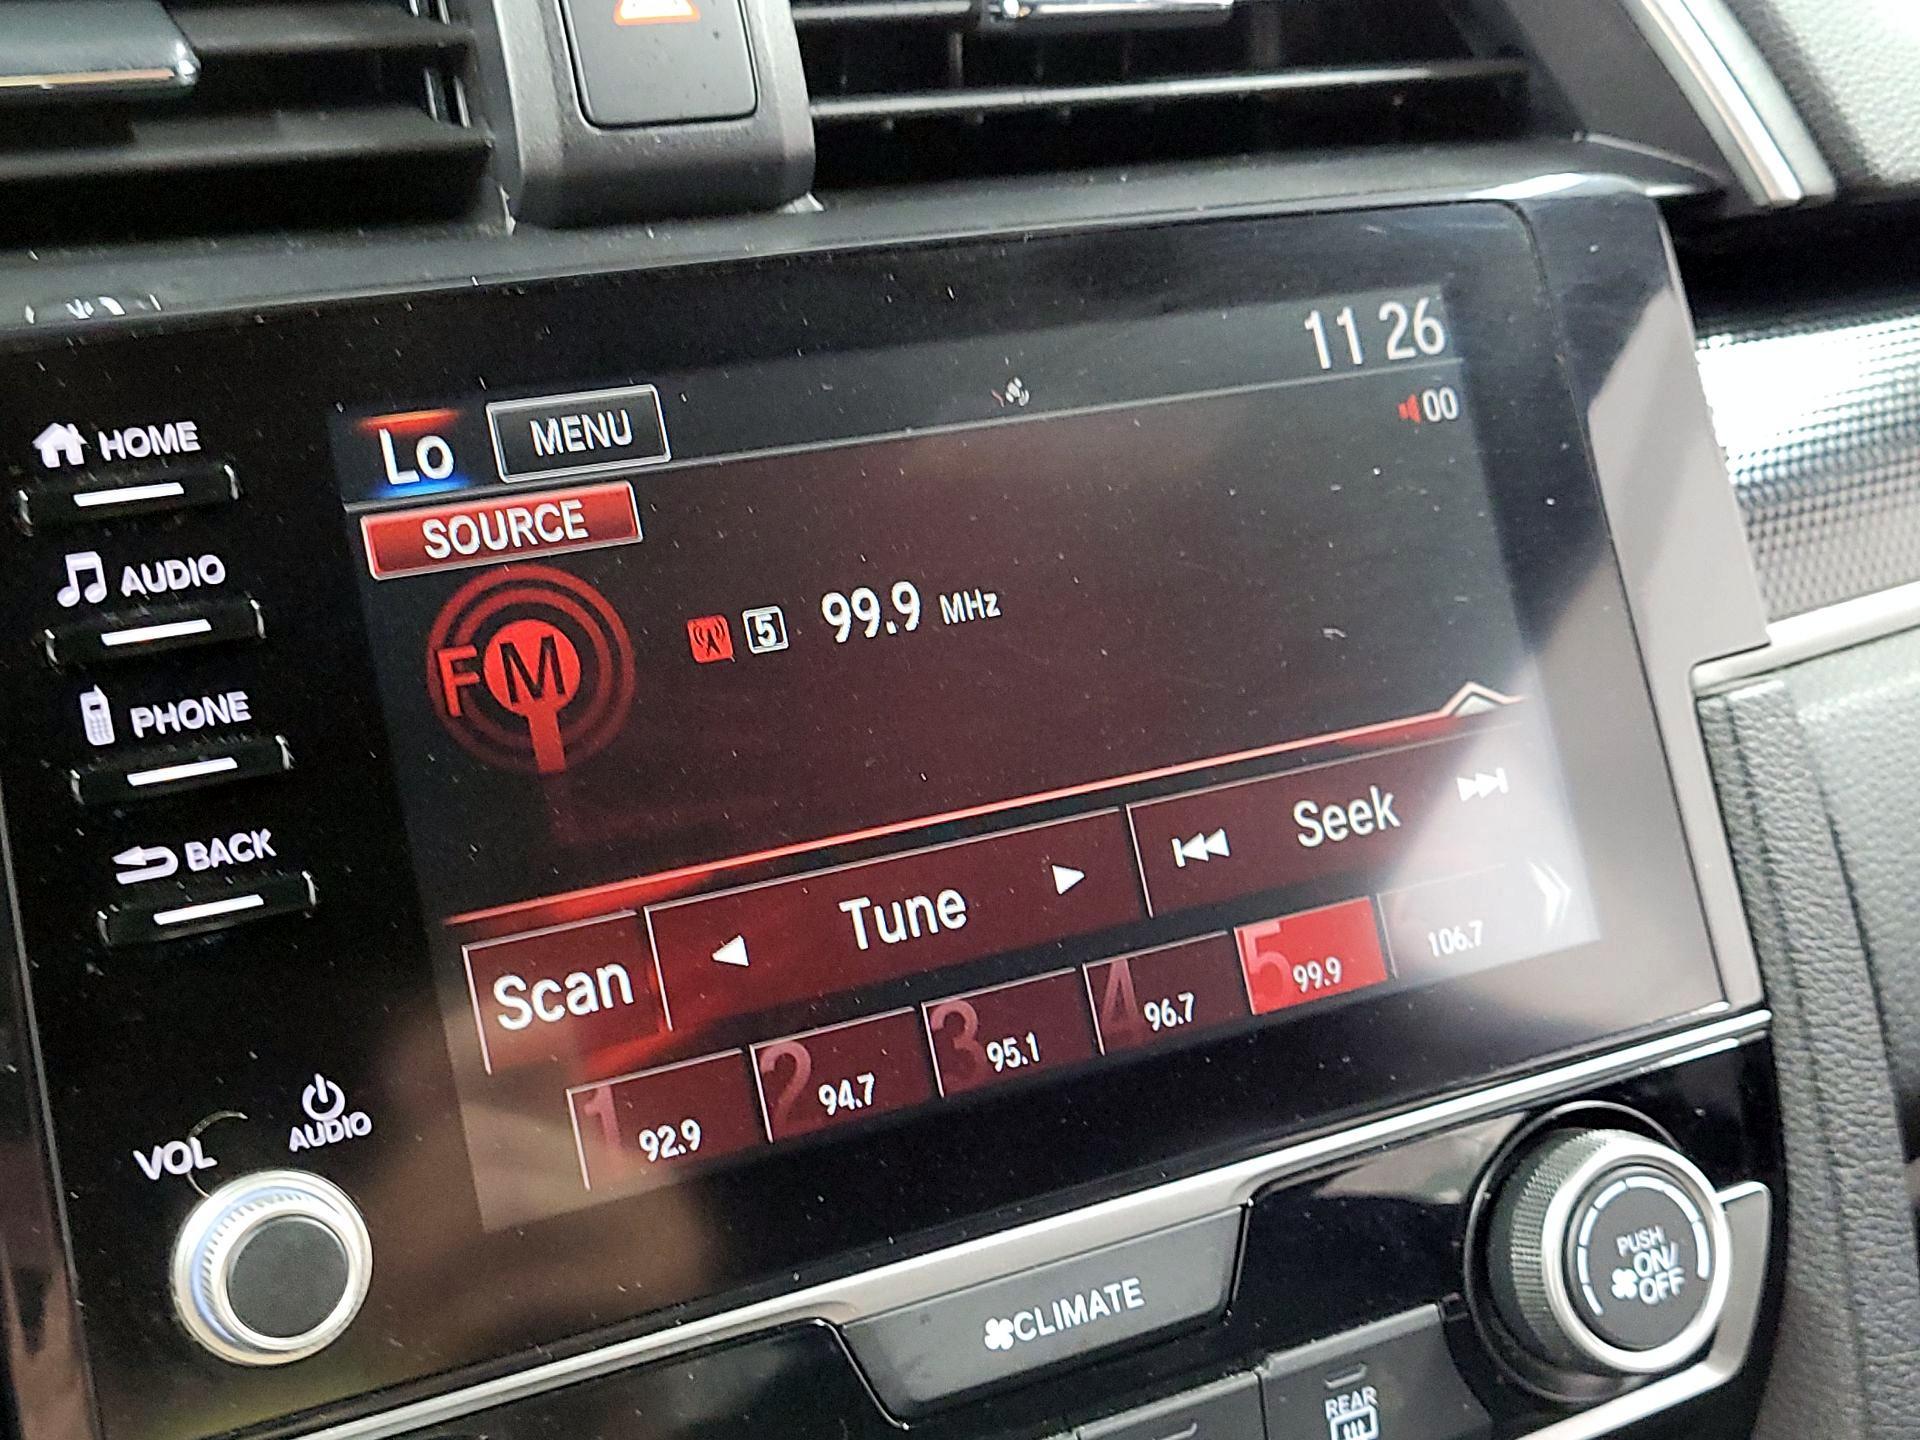 11 26
Lo
MENU
00
HOME
SOURCE
AUDIO
FM
5 99.9 MHz
PHONE
BACK
Seek
Tune
Scan
1 92.9
2 94.7
3 95.1
4 96.7
5 99.9
106.7
VOL
AUDIO
CLIMATE
PUSH
ON/
OFF
REAR